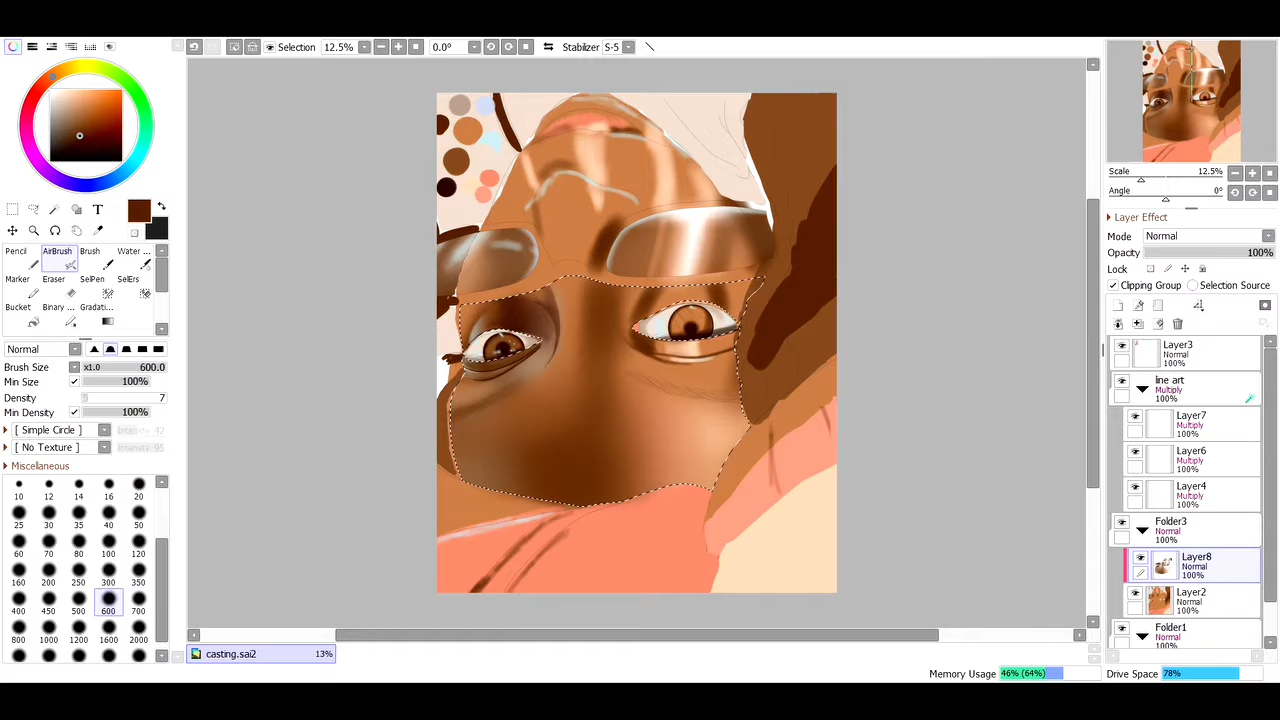 Selection 12.5% 0.0° Stabilizer S-5
T
Pencil AirBrush Brush Water ...
Marker Eraser SelPen SelErs
Bucket Binary ... Gradati...
Normal
Brush Size x1.0 600.0
Min Size 100%
Density 7
Min Density 100%
[ Simple Circle ] 42
[ No Texture ] Intensity 95
Miscellaneous
10 12 14 16 20
25 30 35 40 50
60 70 80 100 120
160 200 250 300 350
400 450 500 600 700
800 1000 1200 1600 2000
casting.sai2 13%
Scale 12.5%
Angle 0°
Layer Effect
Mode Normal
Opacity 100%
Lock
Clipping Group Selection Source
Layer3
Normal
100%
line art
Multiply
100%
Layer7
Multiply
100%
Layer6
Multiply
100%
Layer4
Multiply
100%
Folder3
Normal
100%
Layer8
Normal
100%
Layer2
Normal
100%
Folder1
Normal
100%
Memory Usage 46% (64%) Drive Space 78%